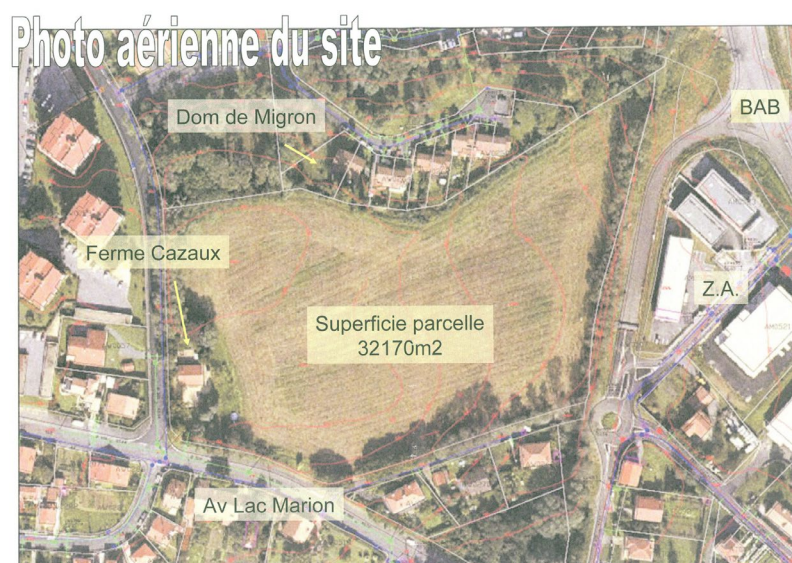 Photo aérienne du site
BAB
Dom de Migron
Ferme Cazaux
Z.A.
Superficie parcelle
32170m2
Av Lac Marion